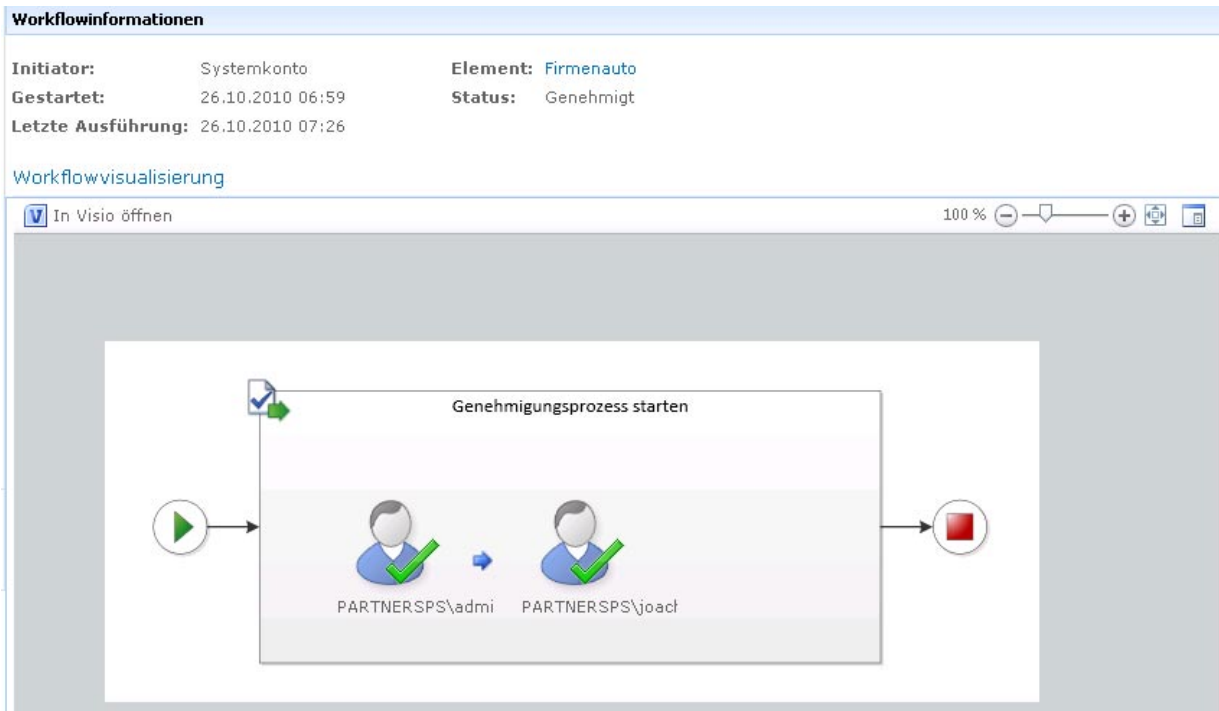 Workflowinformationen
Initiator: Systemkonto Element: Firmenauto
Gestartet: 26.10.2010 06:59 Status: Genehmigt
Letzte Ausführung: 26.10.2010 07:26
Workflowvisualisierung
V In Visio öffnen 100 %
Genehmigungsprozess starten
PARTNERSPS\admi PARTNERSPS\joach